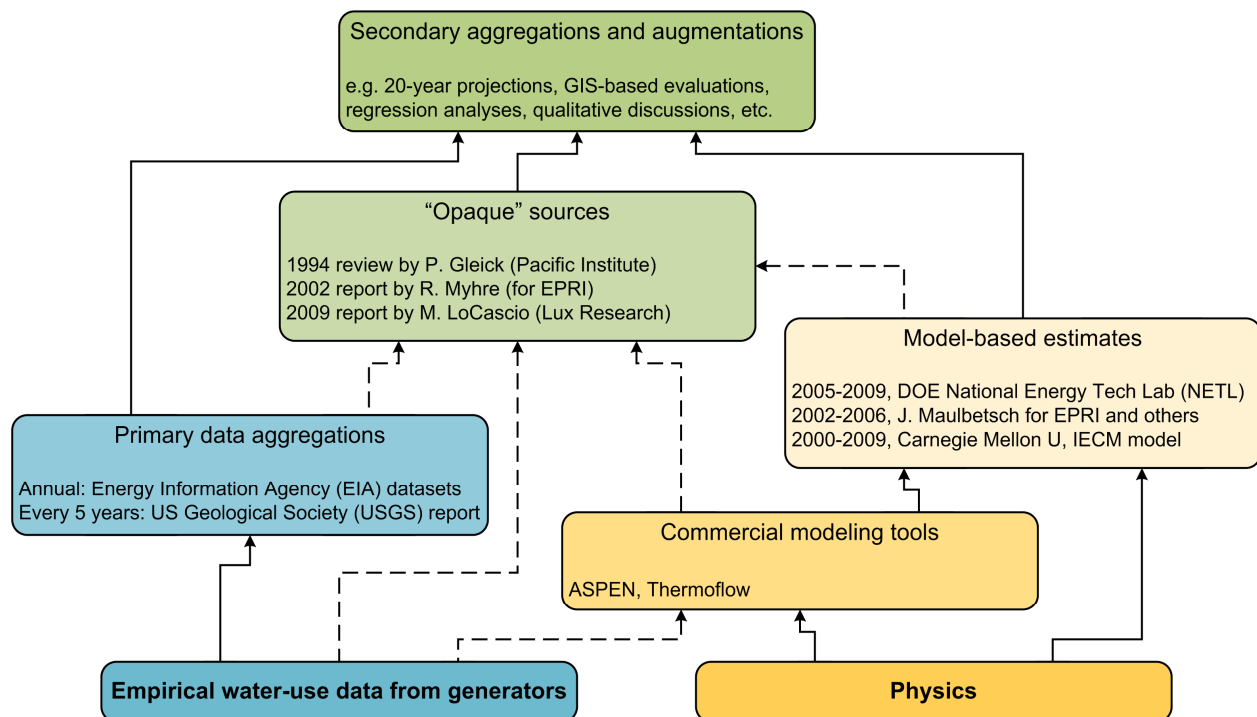 Secondary aggregations and augmentations
e.g. 20-year projections, GIS-based evaluations,
regression analyses, qualitative discussions, etc.
“Opaque” sources
1994 review by P. Gleick (Pacific Institute)
2002 report by R. Myhre (for EPRI)
2009 report by M. LoCascio (Lux Research)
Model-based estimates
2005-2009, DOE National Energy Tech Lab (NETL)
2002-2006, J. Maulbetsch for EPRI and others
2000-2009, Carnegie Mellon U, IECM model
Primary data aggregations
Annual: Energy Information Agency (EIA) datasets
Every 5 years: US Geological Society (USGS) report
Commercial modeling tools
ASPEN, Thermoflow
Empirical water-use data from generators
Physics